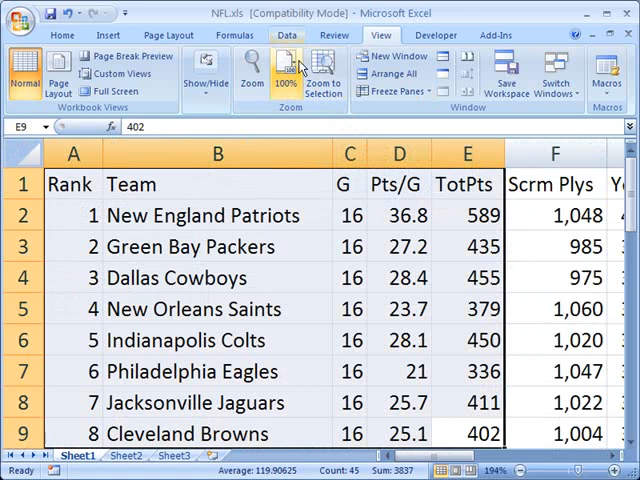 NFL.xls [Compatibility Mode] - Microsoft Excel
Home Insert Page Layout Formulas Data Review View Developer Add-Ins
Normal Page Layout Page Break Preview Custom Views Full Screen Show/Hide Zoom 100% Zoom to Selection New Window Arrange All Freeze Panes Save Workspace Switch Windows Macros
Workbook Views Zoom Window Macros
E9 fx 402
A B C D E F
1 Rank Team G Pts/G TotPts Scrm Plys
2 1 New England Patriots 16 36.8 589 1,048
3 2 Green Bay Packers 16 27.2 435 985
4 3 Dallas Cowboys 16 28.4 455 975
5 4 New Orleans Saints 16 23.7 379 1,060
6 5 Indianapolis Colts 16 28.1 450 1,020
7 6 Philadelphia Eagles 16 21 336 1,047
8 7 Jacksonville Jaguars 16 25.7 411 1,022
9 8 Cleveland Browns 16 25.1 402 1,004
Sheet1 Sheet2 Sheet3
Ready Average: 119.90625 Count: 45 Sum: 3837 194%